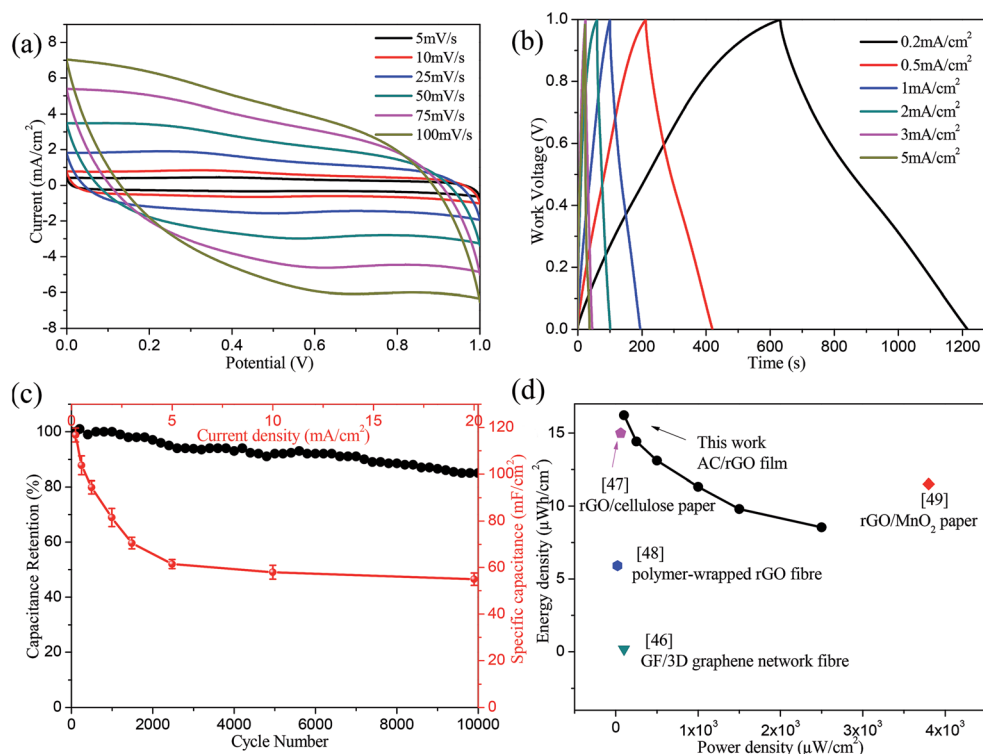 (a)
8
6
4
2
0
-2
-4
-6
-8
Current (mA/cm²)
5mV/s
10mV/s
25mV/s
50mV/s
75mV/s
100mV/s
0.0 0.2 0.4 0.6 0.8 1.0
Potential (V)
(b)
1.0
0.8
0.6
0.4
0.2
0.0
Work Voltage (V)
0.2mA/cm²
0.5mA/cm²
1mA/cm²
2mA/cm²
3mA/cm²
5mA/cm²
0 200 400 600 800 1000 1200
Time (s)
(c)
0 5 10 15 20
Current density (mA/cm²)
100
80
60
40
20
0
Capacitance Retention (%)
120
100
80
60
40
20
0
Specific capacitance (mF/cm²)
0 2000 4000 6000 8000 10000
Cycle Number
(d)
15
10
5
0
Energy density (µWh/cm²)
This work
AC/rGO film
[47]
rGO/cellulose paper
[49]
rGO/MnO₂ paper
[48]
polymer-wrapped rGO fibre
[46]
GF/3D graphene network fibre
0 1x10³ 2x10³ 3x10³ 4x10³
Power density (µW/cm²)